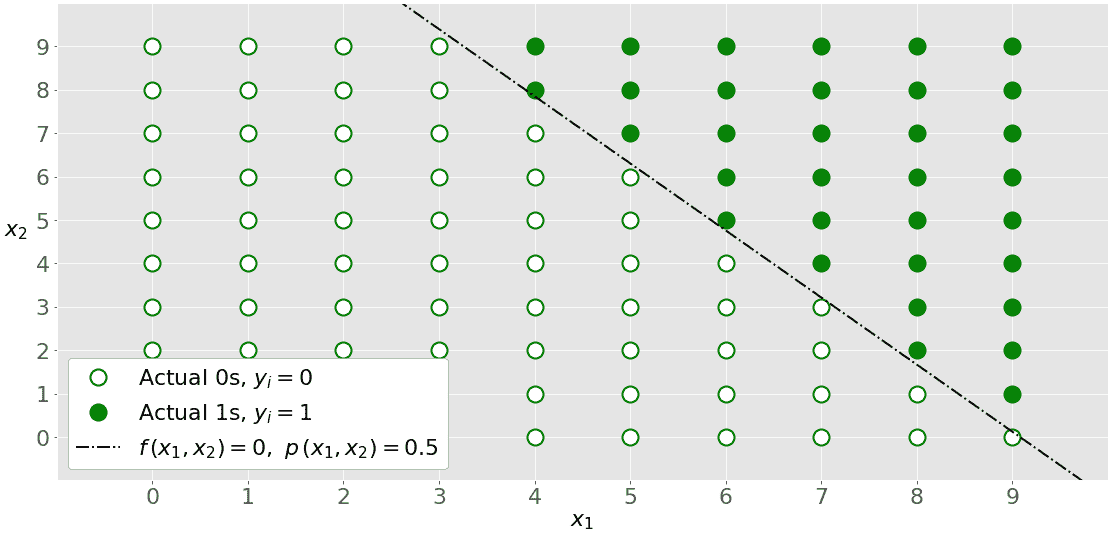 9
8
7
6
5
4
3
2
1
0
x₂
Actual 0s, yᵢ = 0
Actual 1s, yᵢ = 1
f(x₁, x₂) = 0, p(x₁, x₂) = 0.5
0 1 2 3 4 5 6 7 8 9
x₁